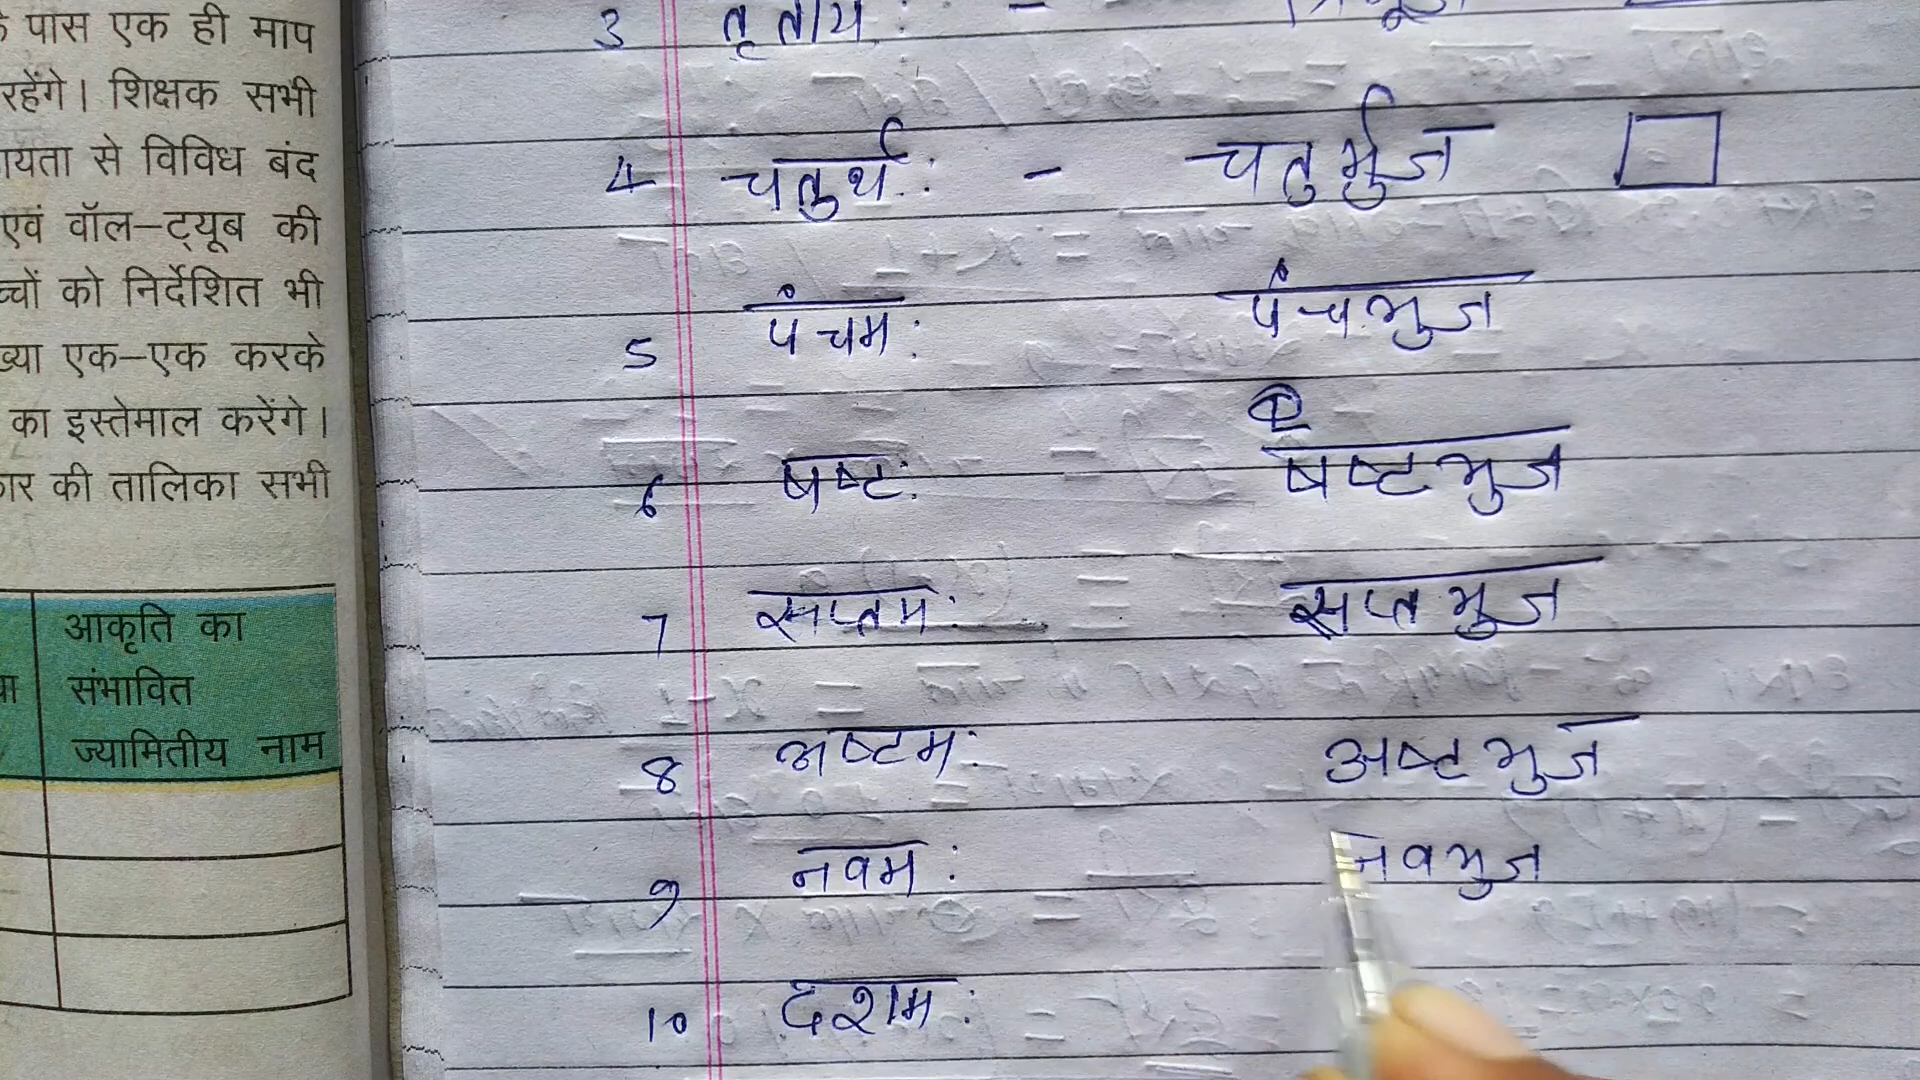 पास एक ही माप
रहेंगे। शिक्षक सभी
यता से विविध बंद
एवं वॉल–ट्यूब की
को निर्देशित भी
एक–एक करके
का इस्तेमाल करेंगे।
की तालिका सभी
आकृति का
संभावित
ज्यामितीय नाम
3 तृतीय: -
4 चतुर्थ: - चतुर्भुज
5 पंचम: पंचभुज
6 षष्ट: षष्टभुज
7 सप्तम: सप्तभुज
8 अष्टम: अष्टभुज
9 नवम: नवभुज
10 दशम: